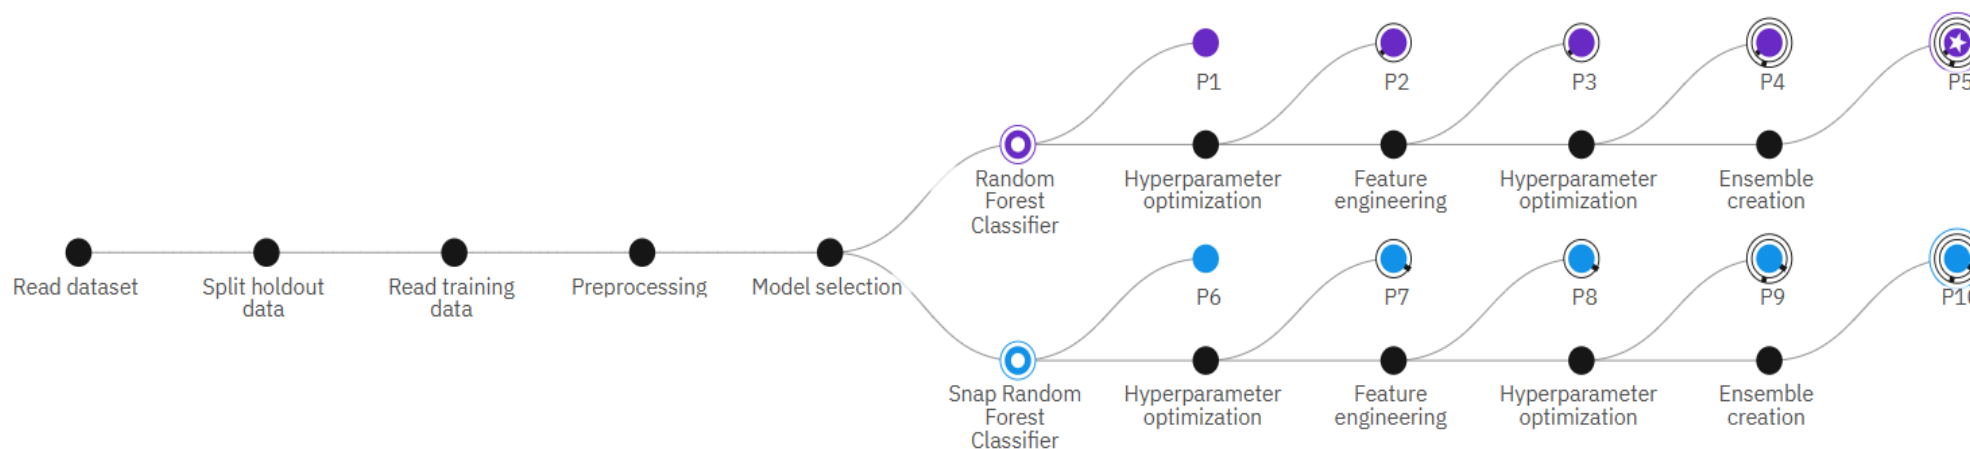 P1
P2
P3
P4
P5
Random
Forest
Classifier
Hyperparameter
optimization
Feature
engineering
Hyperparameter
optimization
Ensemble
creation
Read dataset
Split holdout
data
Read training
data
Preprocessing
Model selection
P6
P7
P8
P9
P10
Snap Random
Forest
Classifier
Hyperparameter
optimization
Feature
engineering
Hyperparameter
optimization
Ensemble
creation